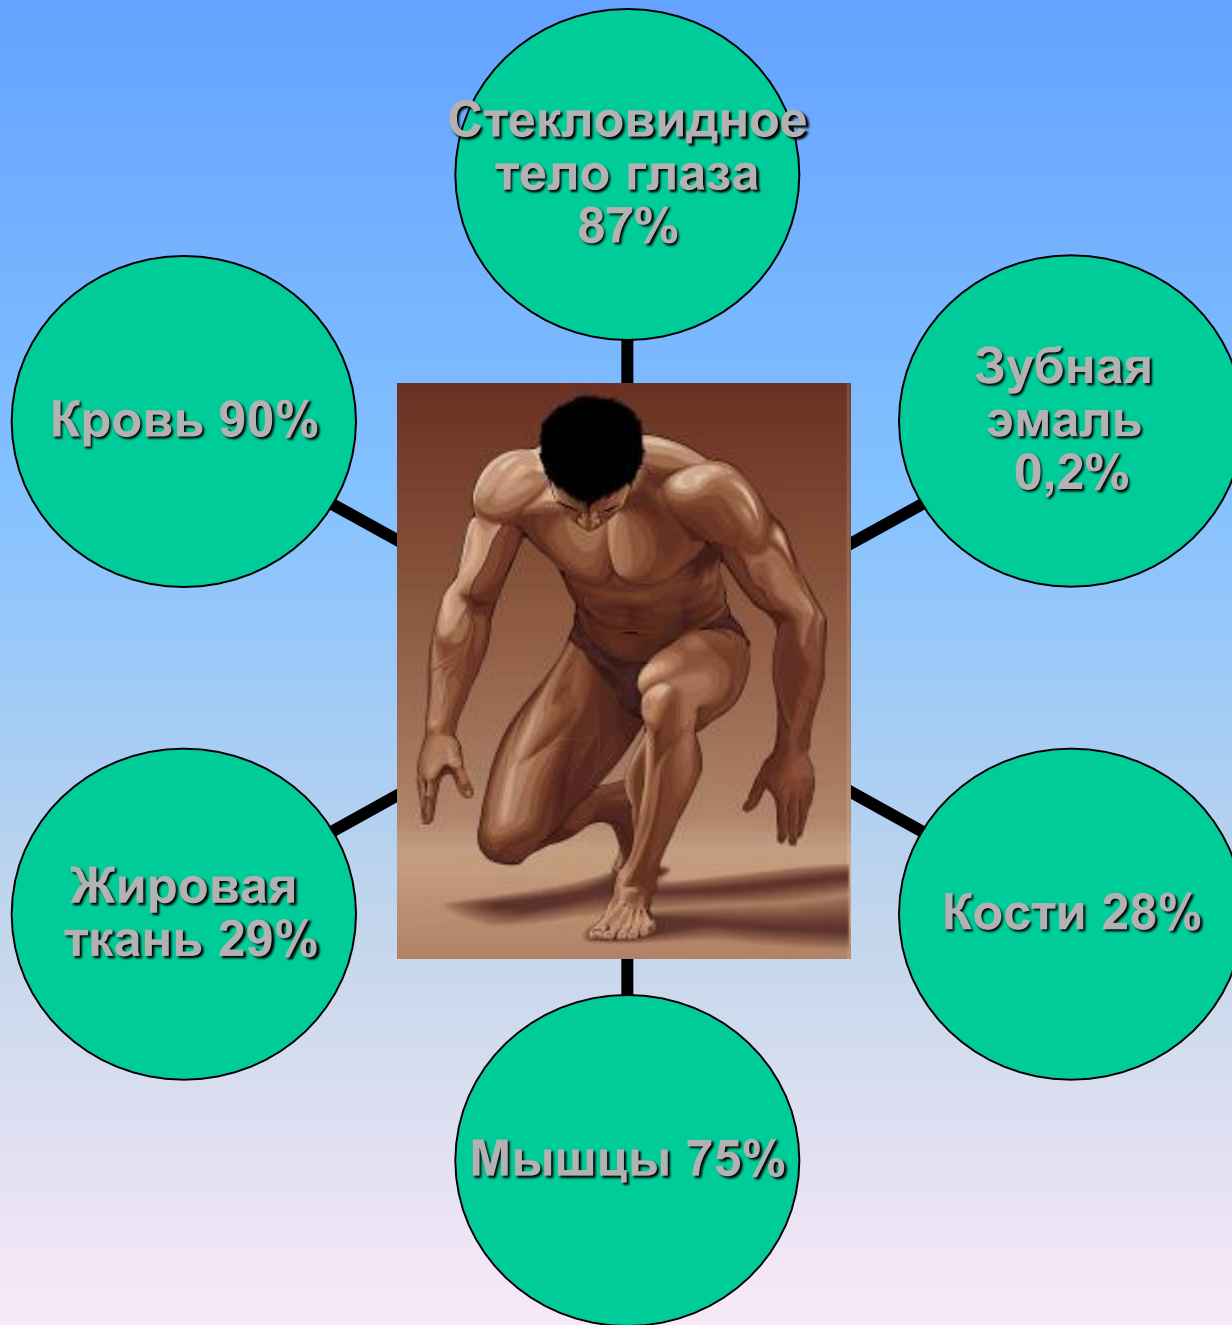 Стекловидное
тело глаза
87%
Кровь 90%
Зубная
эмаль
0,2%
Жировая
ткань 29%
Кости 28%
Мышцы 75%